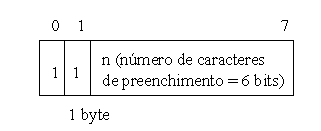 0 1 7
1 1 n (número de caracteres
de preenchimento = 6 bits)
1 byte